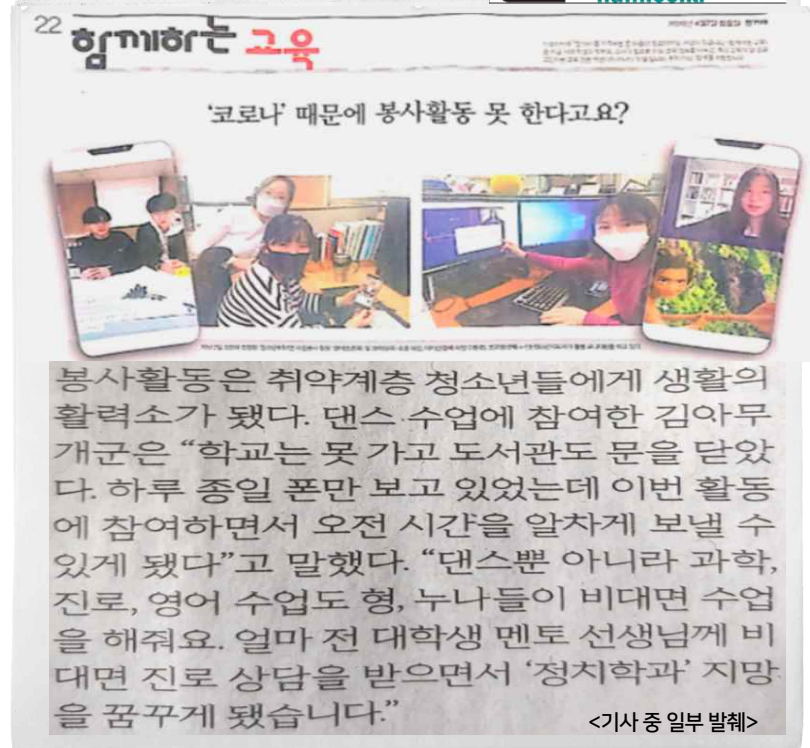 22
함께하는 교육
'코로나' 때문에 봉사활동 못 한다고요?
봉사활동은 취약계층 청소년들에게 생활의
활력소가 됐다. 댄스 수업에 참여한 김아무
개군은 “학교는 못 가고 도서관도 문을 닫았
다. 하루 종일 폰만 보고 있었는데 이번 활동
에 참여하면서 오전 시간을 알차게 보낼 수
있게 됐다”고 말했다. “댄스뿐 아니라 과학,
진로, 영어 수업도 형, 누나들이 비대면 수업
을 해줘요. 얼마 전 대학생 멘토 선생님께 비
대면 진로 상담을 받으면서 ‘정치학과’ 지망
을 꿈꾸게 됐습니다.”
<기사 중 일부 발췌>